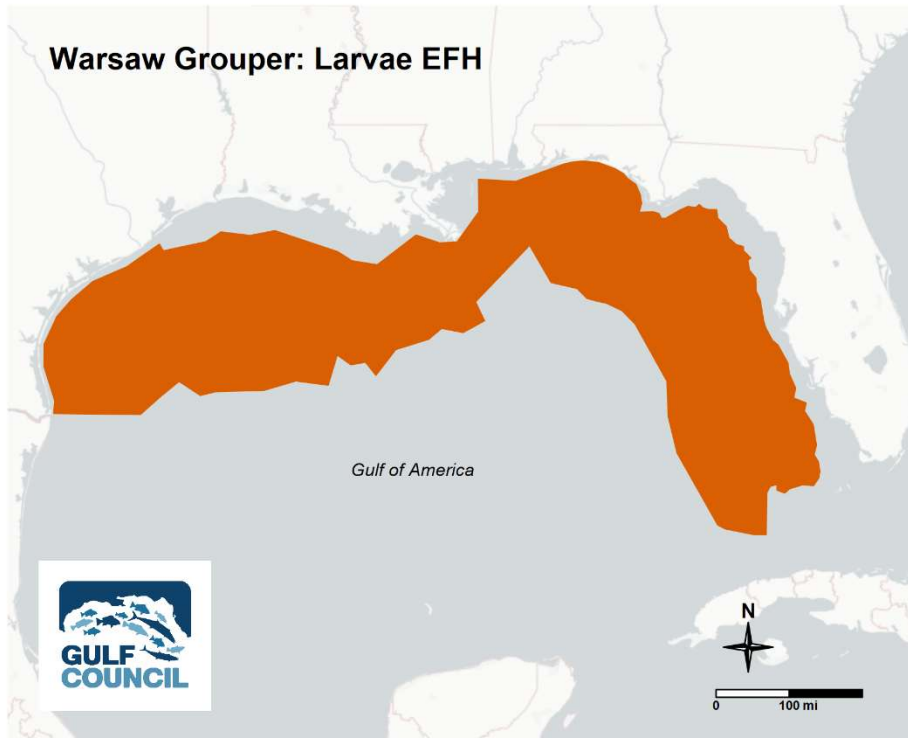 Warsaw Grouper: Larvae EFH
Gulf of America
GULF
COUNCIL
N
0 100 mi